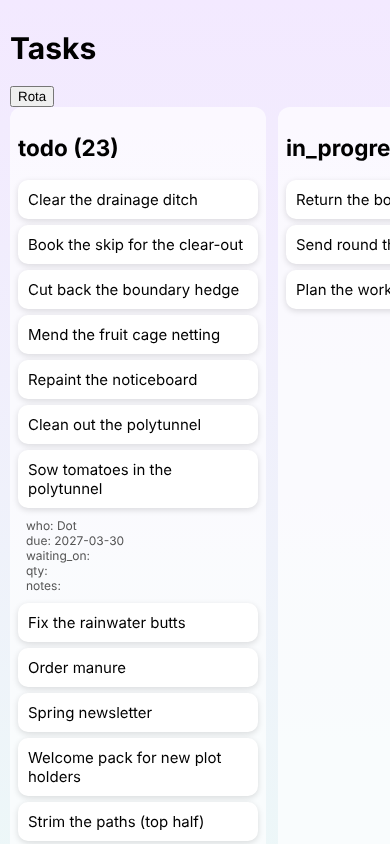 Tasks
Rota
todo (23)
Clear the drainage ditch
Book the skip for the clear-out
Cut back the boundary hedge
Mend the fruit cage netting
Repaint the noticeboard
Clean out the polytunnel
Sow tomatoes in the
polytunnel
who: Dot
due: 2027-03-30
waiting_on:
qty:
notes:
Fix the rainwater butts
Order manure
Spring newsletter
Welcome pack for new plot
holders
Strim the paths (top half)
in_progre
Return the bo
Send round th
Plan the work